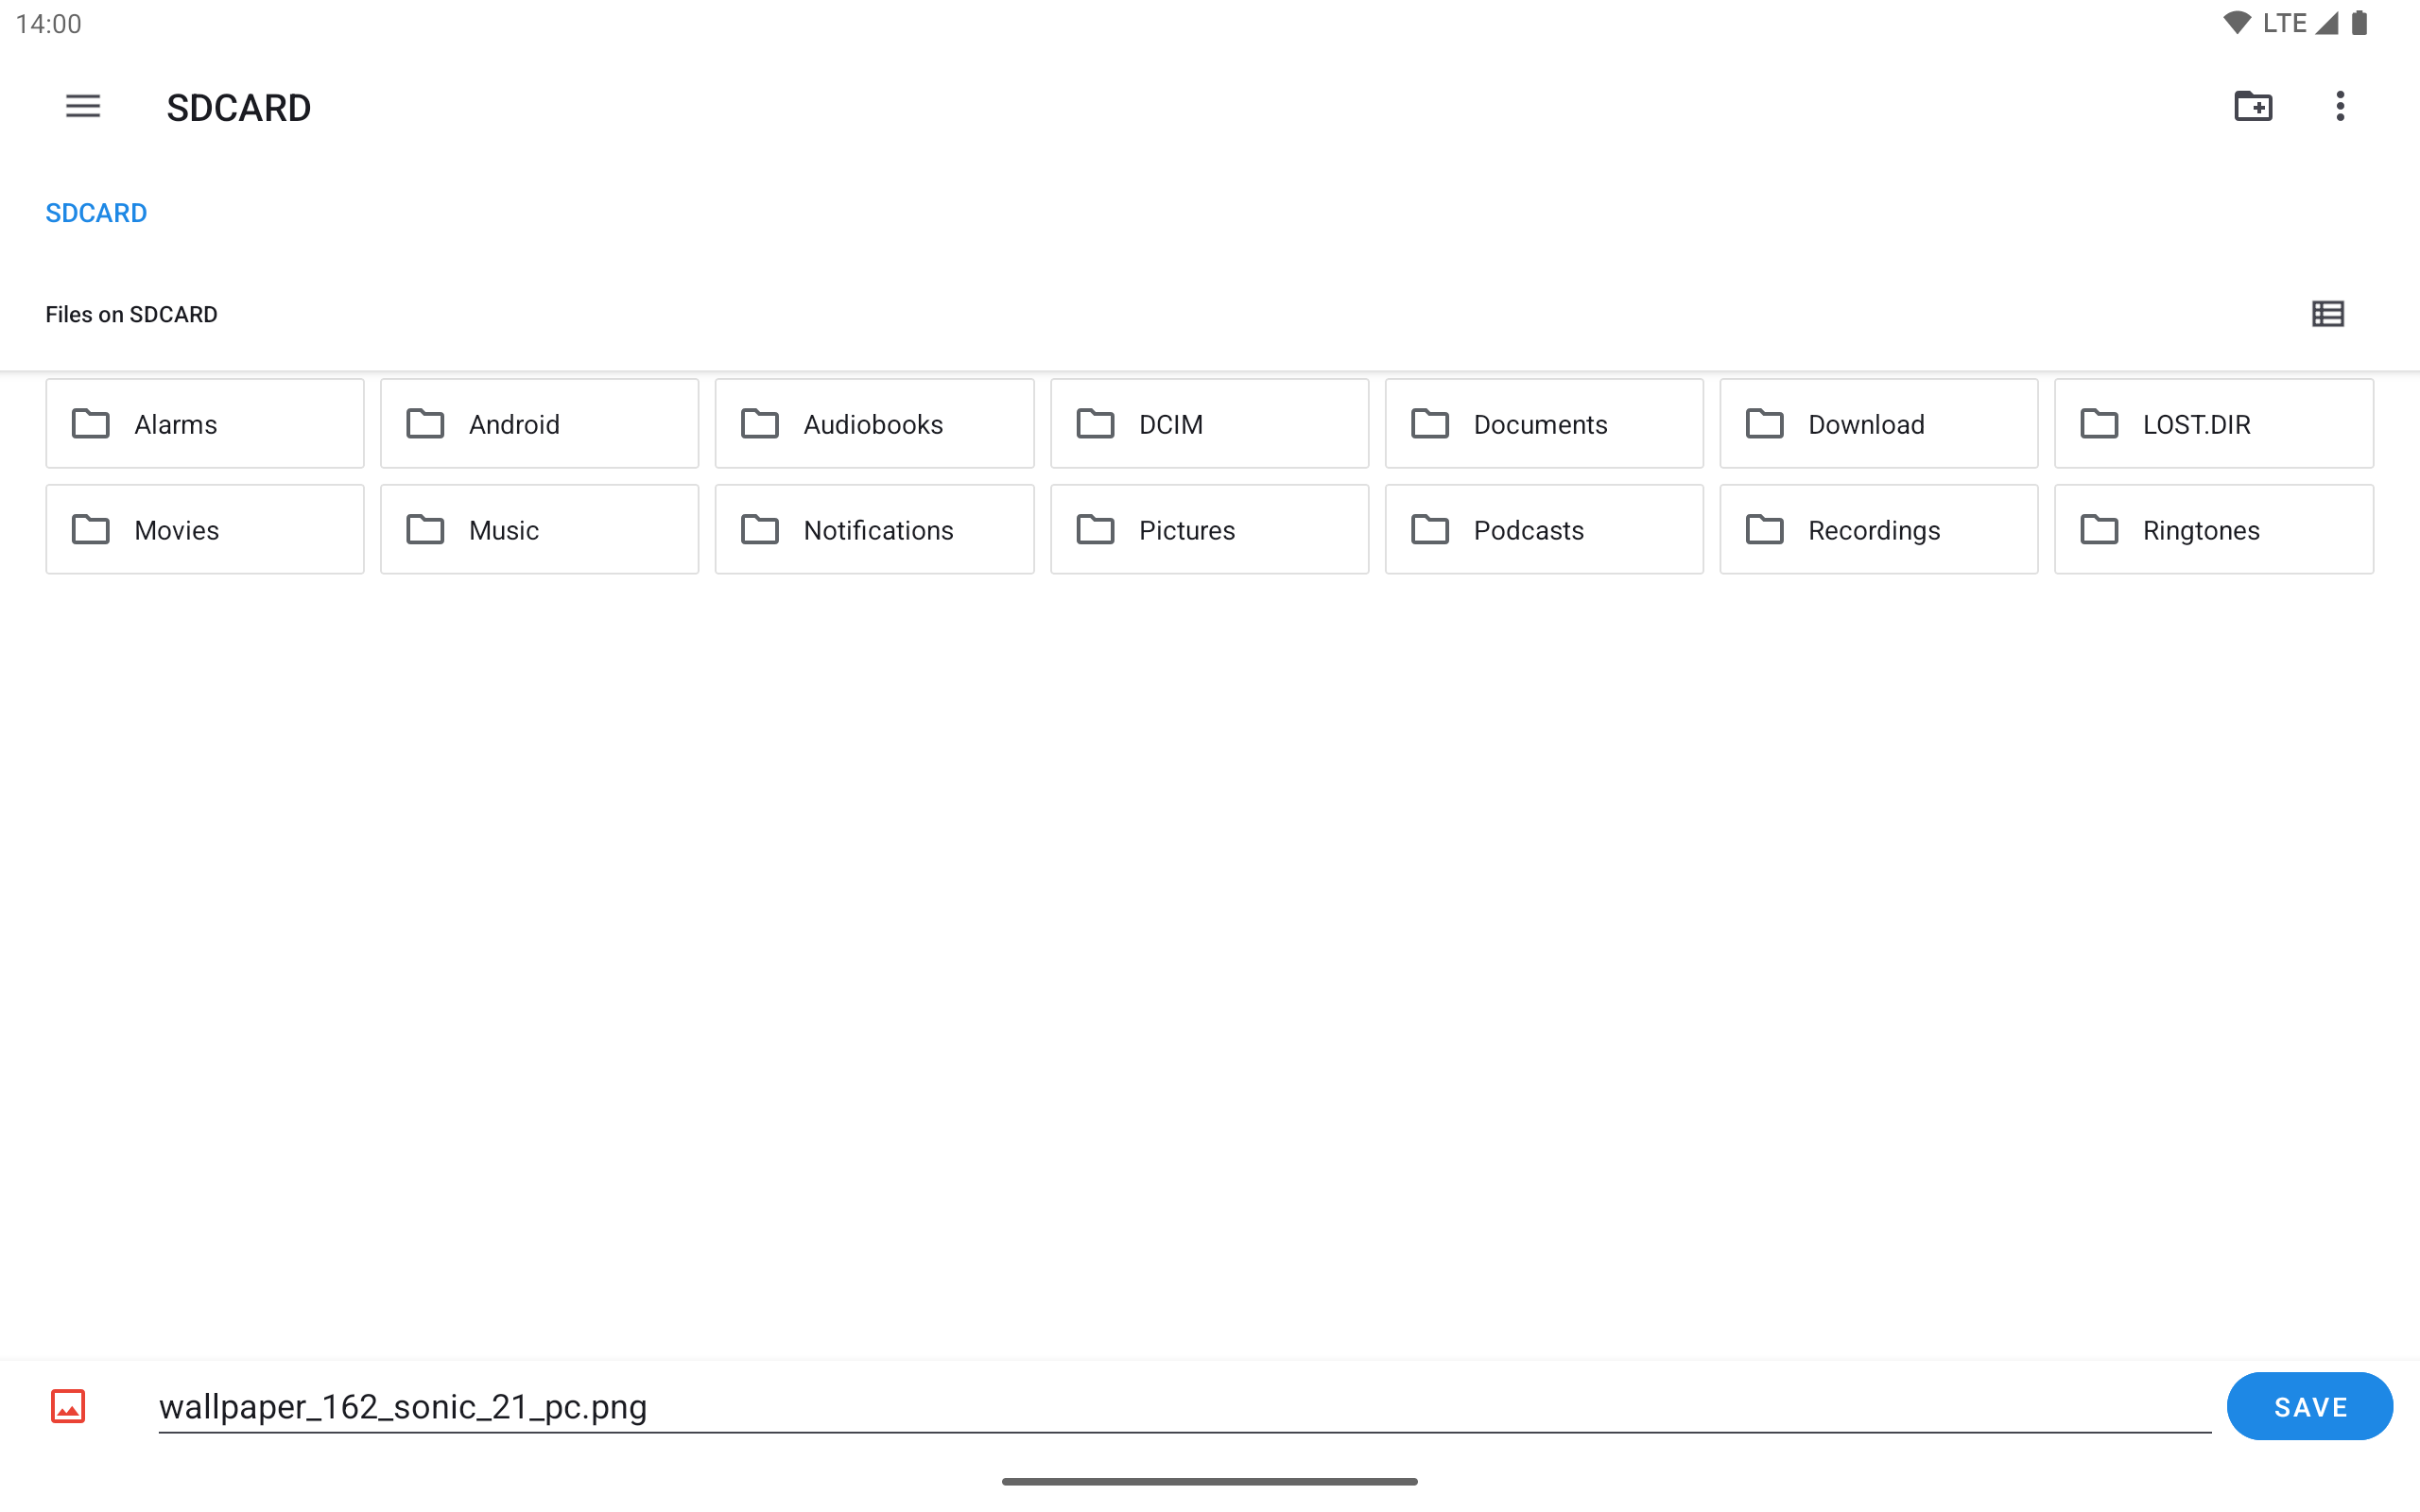 14:00
LTE
SDCARD
SDCARD
Files on SDCARD
Alarms
Android
Audiobooks
DCIM
Documents
Download
LOST.DIR
Movies
Music
Notifications
Pictures
Podcasts
Recordings
Ringtones
wallpaper_162_sonic_21_pc.png
SAVE